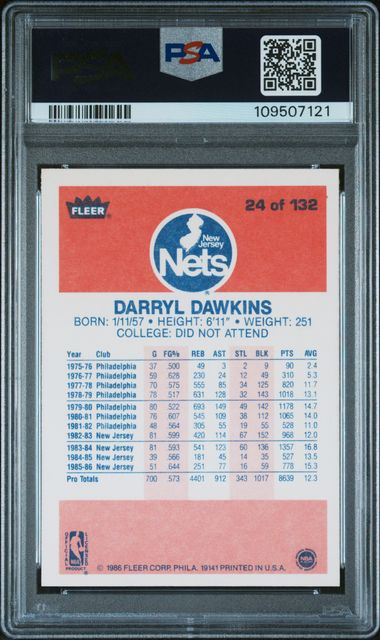 PSA
PSA
109507121
FLEER
24 of 132
New Jersey
Nets
DARRYL DAWKINS
BORN: 1/11/57 • HEIGHT: 6'11" • WEIGHT: 251
COLLEGE: DID NOT ATTEND
Year Club G FG% REB AST STL BLK PTS AVG
1975-76 Philadelphia 37 .500 49 3 2 9 90 2.4
1976-77 Philadelphia 59 .628 230 24 12 49 310 5.3
1977-78 Philadelphia 70 .575 555 85 34 125 820 11.7
1978-79 Philadelphia 78 .517 631 128 32 143 1018 13.1
1979-80 Philadelphia 80 .522 693 149 49 142 1178 14.7
1980-81 Philadelphia 76 .607 545 109 38 112 1065 14.0
1981-82 Philadelphia 48 .564 305 55 19 55 528 11.0
1982-83 New Jersey 81 .599 420 114 67 152 968 12.0
1983-84 New Jersey 81 .593 541 123 60 136 1357 16.8
1984-85 New Jersey 39 .566 181 45 14 35 527 13.5
1985-86 New Jersey 51 .644 251 77 16 59 778 15.3
Pro Totals 700 .573 4401 912 343 1017 8639 12.3
OFFICIAL LICENSED
NBA
PRODUCT
© 1986 FLEER CORP. PHILA. 19141 PRINTED IN U.S.A.
NBA